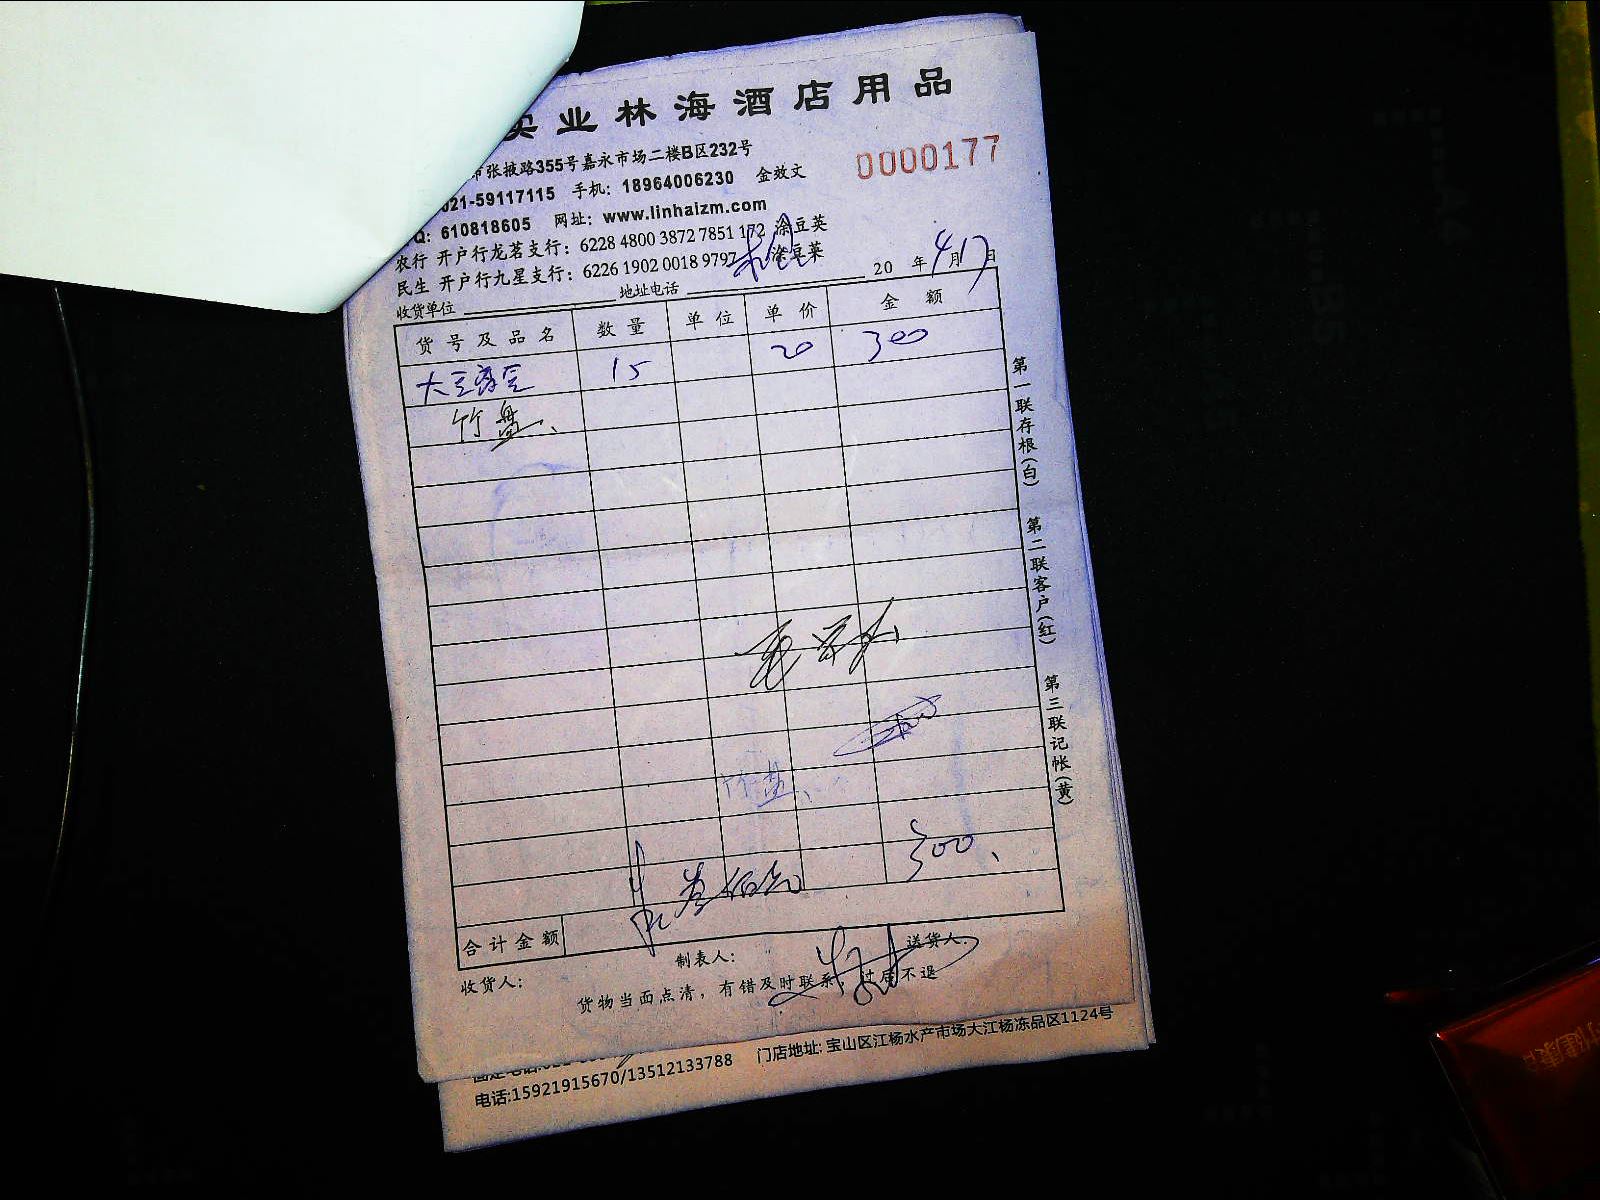 实业林海酒店用品
市张掖路355号嘉永市场二楼B区232号
021-59117115 手机：18964006230 金效文
0000177
Q: 610818605 网址：www.linhaizm.com
农行 开户行龙茗支行：6228 4800 3872 7851 172 涂豆英
民生 开户行九星支行：6226 1902 0018 9797 涂豆英
收货单位 地址电话 20 年4月17日
货号及品名 数量 单位 单价 金额
15 20 300
竹盘、
竹盘、
300、
合计金额
收货人： 制表人： 送货人：
货物当面点清，有错及时联系，过后不退
第一联存根（白） 第二联客户（红） 第三联记帐（黄）
电话:15921915670/13512133788 门店地址: 宝山区江杨水产市场大江杨冻品区1124号